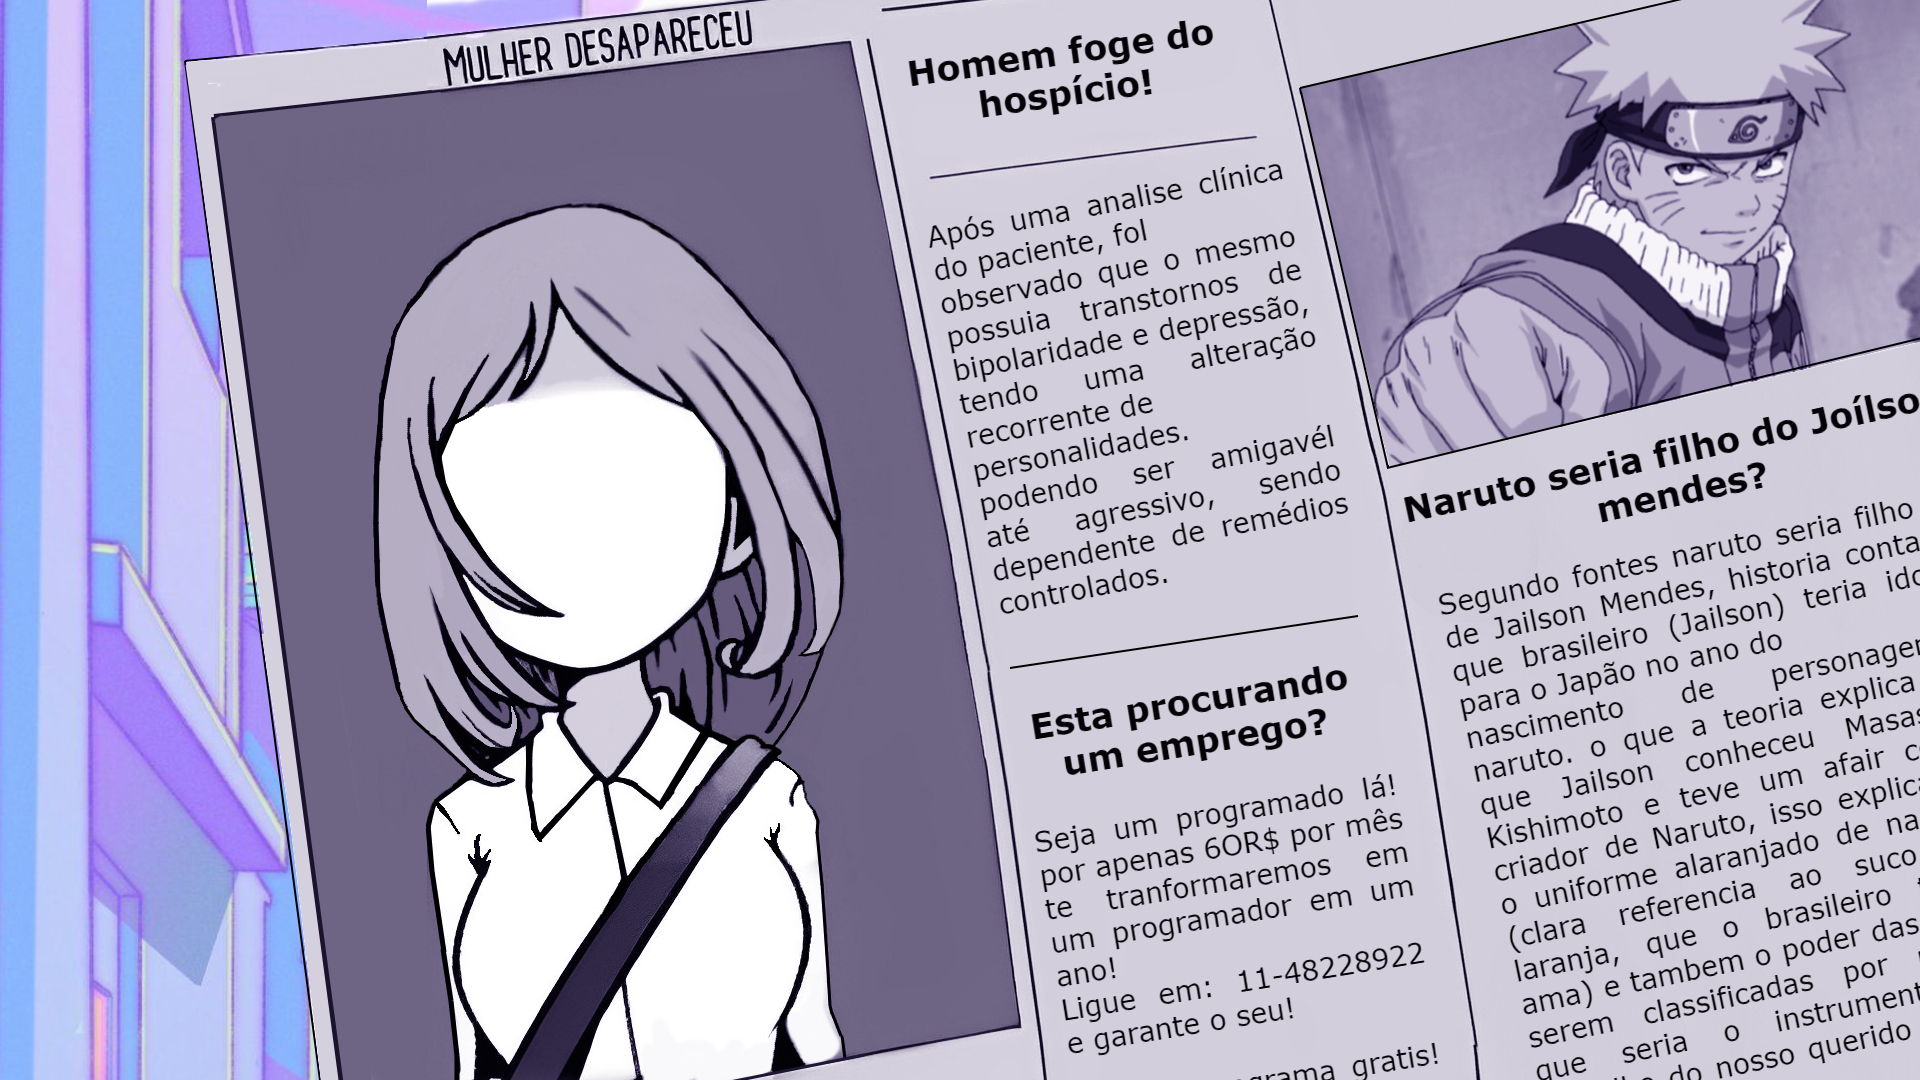 MULHER DESAPARECEU
Homem foge do
hospício!
Após uma analise clínica
do paciente, fol
observado que o mesmo
possuia transtornos de
bipolaridade e depressão,
tendo uma alteração
recorrente de
personalidades.
podendo ser amigavél
até agressivo, sendo
dependente de remédios
controlados.
Esta procurando
um emprego?
Seja um programado lá!
por apenas 6OR$ por mês
te tranformaremos em
um programador em um
ano!
Ligue em: 11-48228922
e garante o seu!
gratis!
Naruto seria filho do Joílso
mendes?
Segundo fontes naruto seria filho
de Jailson Mendes, historia conta
que brasileiro (Jailson) teria ido
para o Japão no ano do
nascimento de personagem
naruto. o que a teoria explica
que Jailson conheceu Masas
Kishimoto e teve um afair c
criador de Naruto, isso explica
o uniforme alaranjado de na
(clara referencia ao suco
laranja, que o brasileiro
ama) e tambem o poder das
serem classificadas por
que seria o instrument
do nosso querido